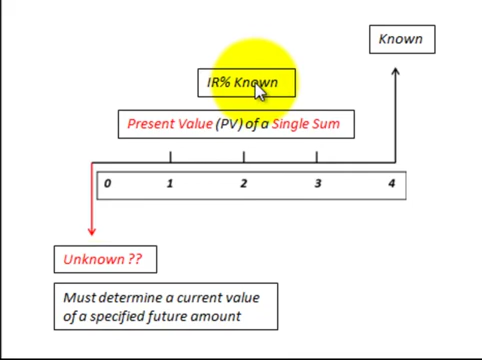 Known
IR% Known
Present Value (PV) of a Single Sum
0 1 2 3 4
Unknown ??
Must determine a current value
of a specified future amount